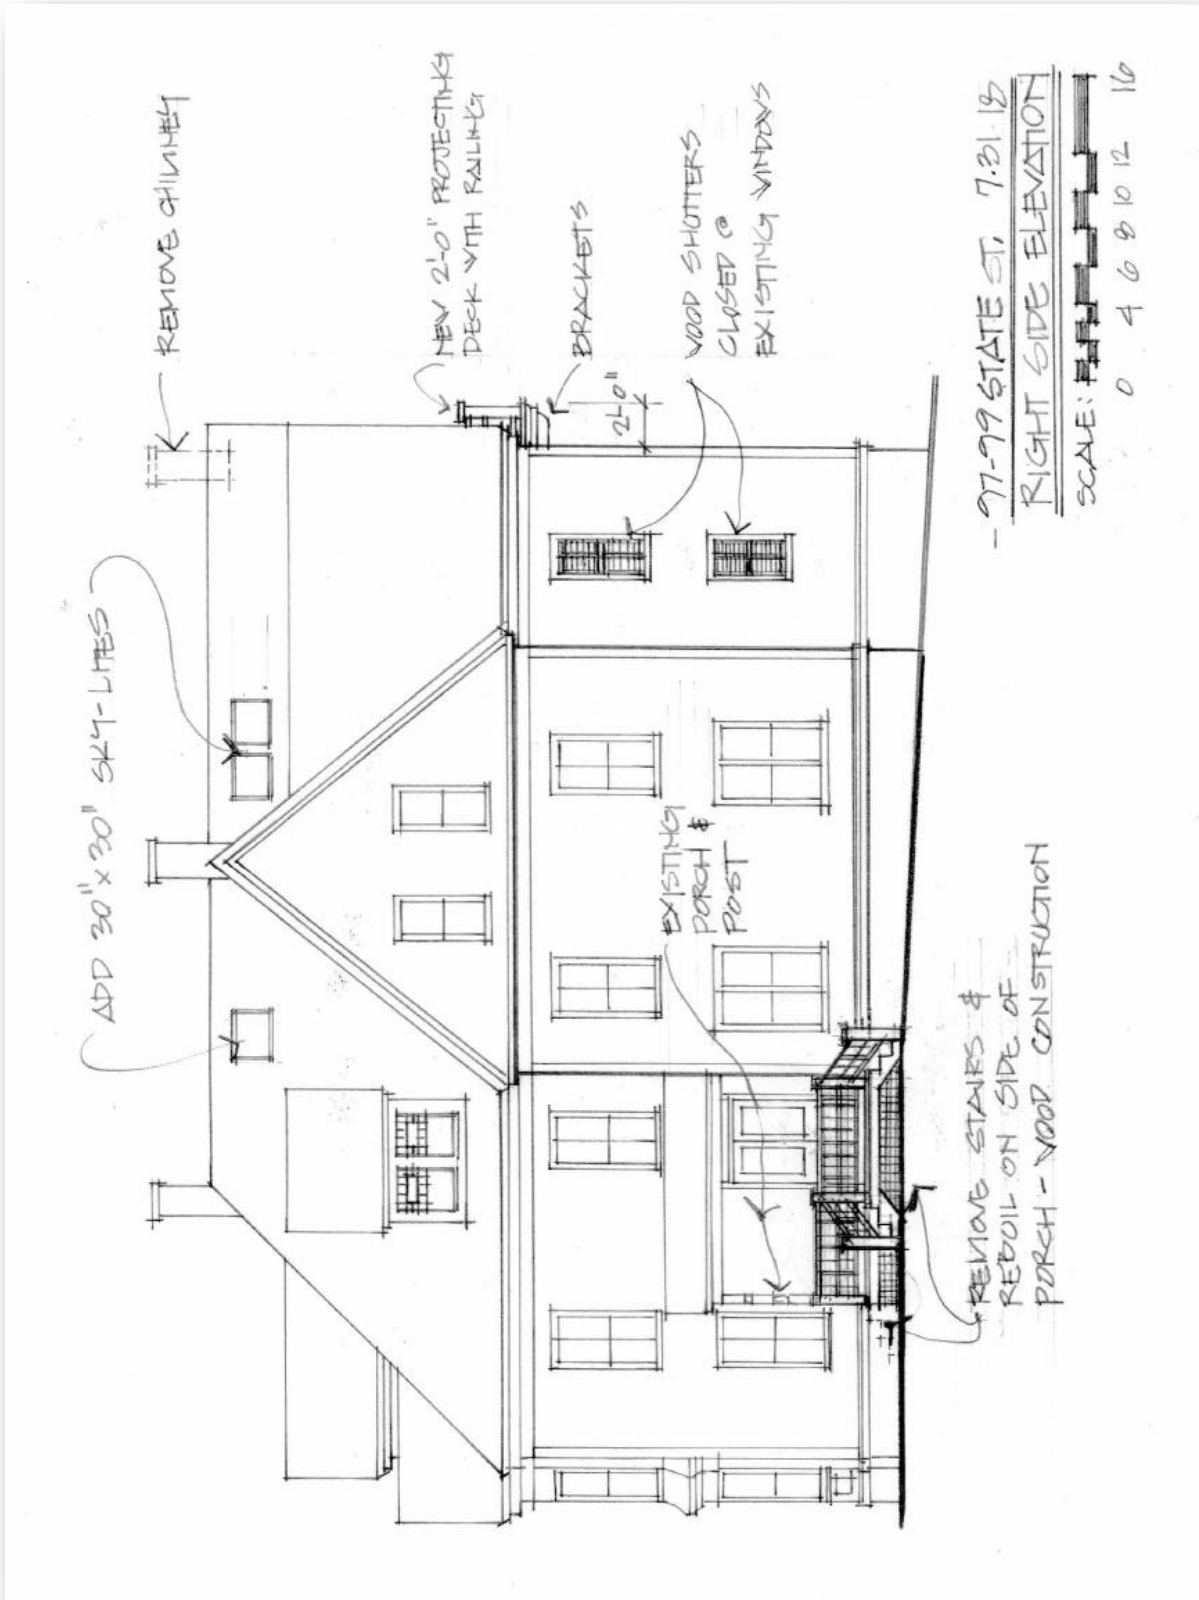 ADD 30" x 30" SKY-LITES
REMOVE CHIMNEY
NEW 2'-0" PROJECTING
DECK WITH RAILING
BRACKETS
2'-0"
WOOD SHUTTERS
CLOSED @
EXISTING WINDOWS
EXISTING
PORCH &
POST
REMOVE STAIRS &
REBUIL ON SIDE OF
PORCH - WOOD CONSTRUCTION
- 97-99 STATE ST. 7.31.18
RIGHT SIDE ELEVATION
SCALE:
0 4 6 8 10 12 16